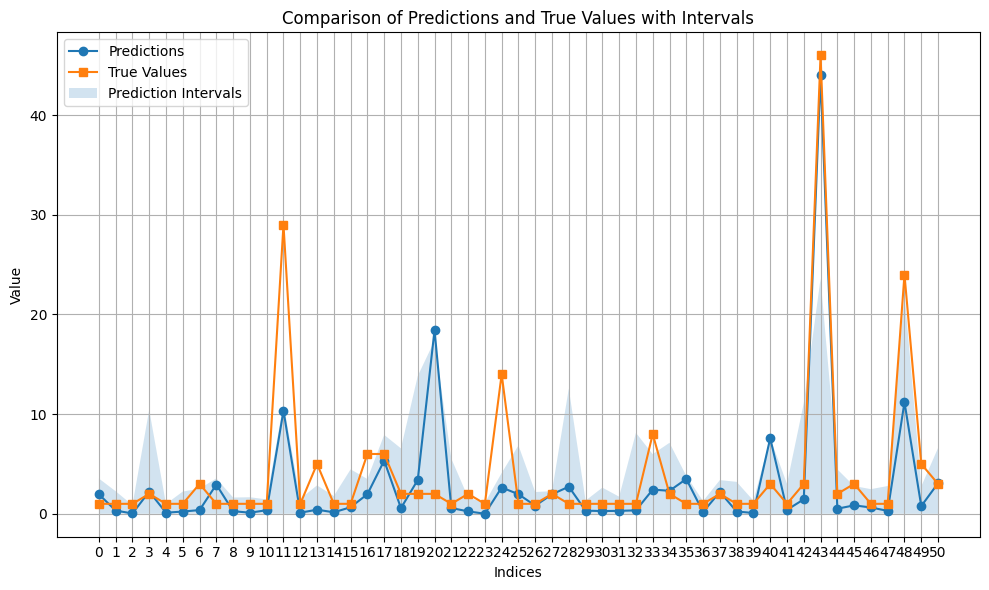 Comparison of Predictions and True Values with Intervals
Predictions
True Values
Prediction Intervals
40
30
20
10
0
Value
0 1 2 3 4 5 6 7 8 9 10 11 12 13 14 15 16 17 18 19 20 21 22 23 24 25 26 27 28 29 30 31 32 33 34 35 36 37 38 39 40 41 42 43 44 45 46 47 48 49 50
Indices